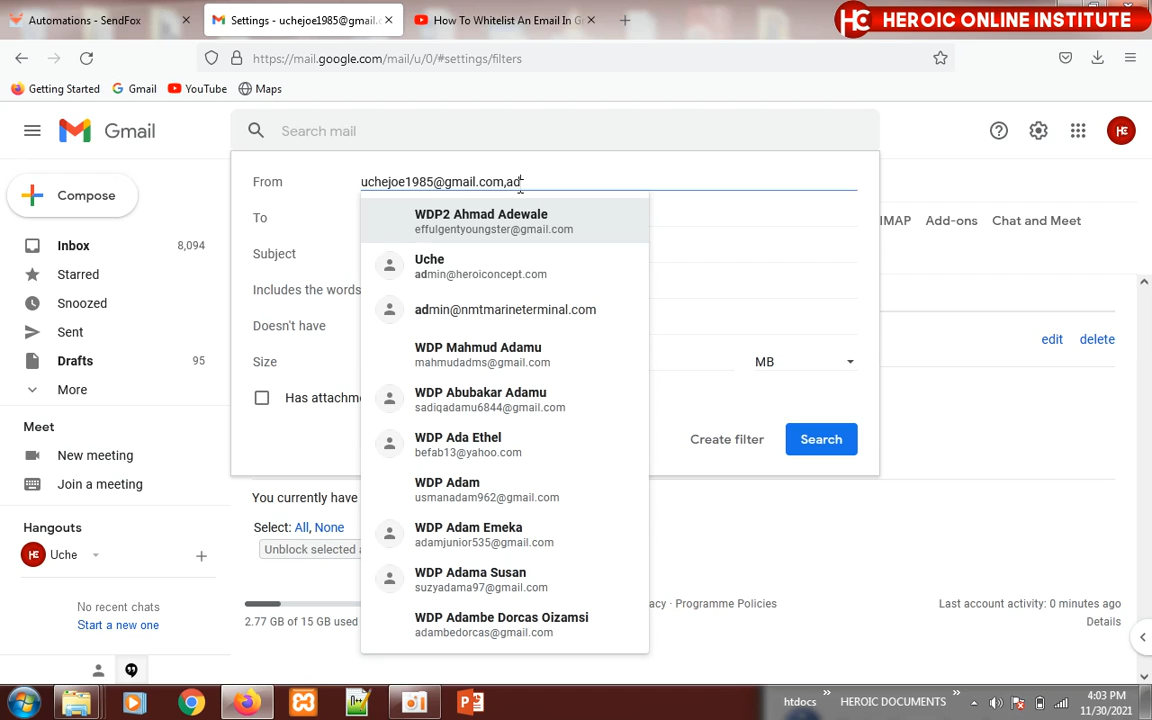 Automations - SendFox
Settings - uchejoe1985@gmail.c
How To Whitelist An Email In G
HC HEROIC ONLINE INSTITUTE
https://mail.google.com/mail/u/0/#settings/filters
Getting Started
Gmail
YouTube
Maps
Gmail
Search mail
HC
Compose
From
uchejoe1985@gmail.com,ad
To
Subject
Includes the words
Doesn't have
Size
MB
Has attachme
Create filter
Search
WDP2 Ahmad Adewale
effulgentyoungster@gmail.com
Uche
admin@heroiconcept.com
admin@nmtmarineterminal.com
WDP Mahmud Adamu
mahmudadms@gmail.com
WDP Abubakar Adamu
sadiqadamu6844@gmail.com
WDP Ada Ethel
befab13@yahoo.com
WDP Adam
usmanadam962@gmail.com
WDP Adam Emeka
adamjunior535@gmail.com
WDP Adama Susan
suzyadama97@gmail.com
WDP Adambe Dorcas Oizamsi
adambedorcas@gmail.com
IMAP
Add-ons
Chat and Meet
edit
delete
Inbox 8,094
Starred
Snoozed
Sent
Drafts 95
More
Meet
New meeting
Join a meeting
Hangouts
HC Uche
No recent chats
Start a new one
You currently have
Select: All, None
Unblock selected a
2.77 GB of 15 GB used
acy · Programme Policies
Last account activity: 0 minutes ago
Details
htdocs
HEROIC DOCUMENTS
4:03 PM
11/30/2021